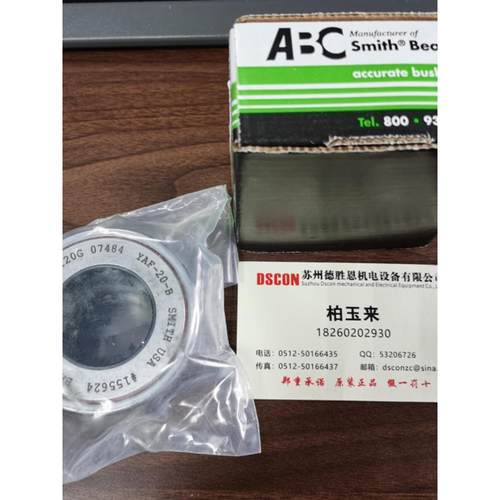 ABC
Manufacturer of
Smith® Bea
accurate bush
Tel. 800 • 93
20G 07484 YAF-20-B SMITH USA #155624
DSCON 苏州德胜恩机电设备有限公司
Suzhou Dscon mechanical and Electrical Equipment Co.,
柏玉来
18260202930
电话：0512-50166435 QQ：53206726
传真：0512-50166437 邮箱：dsconzc@sina
郑重承诺 原装正品 假一罚十